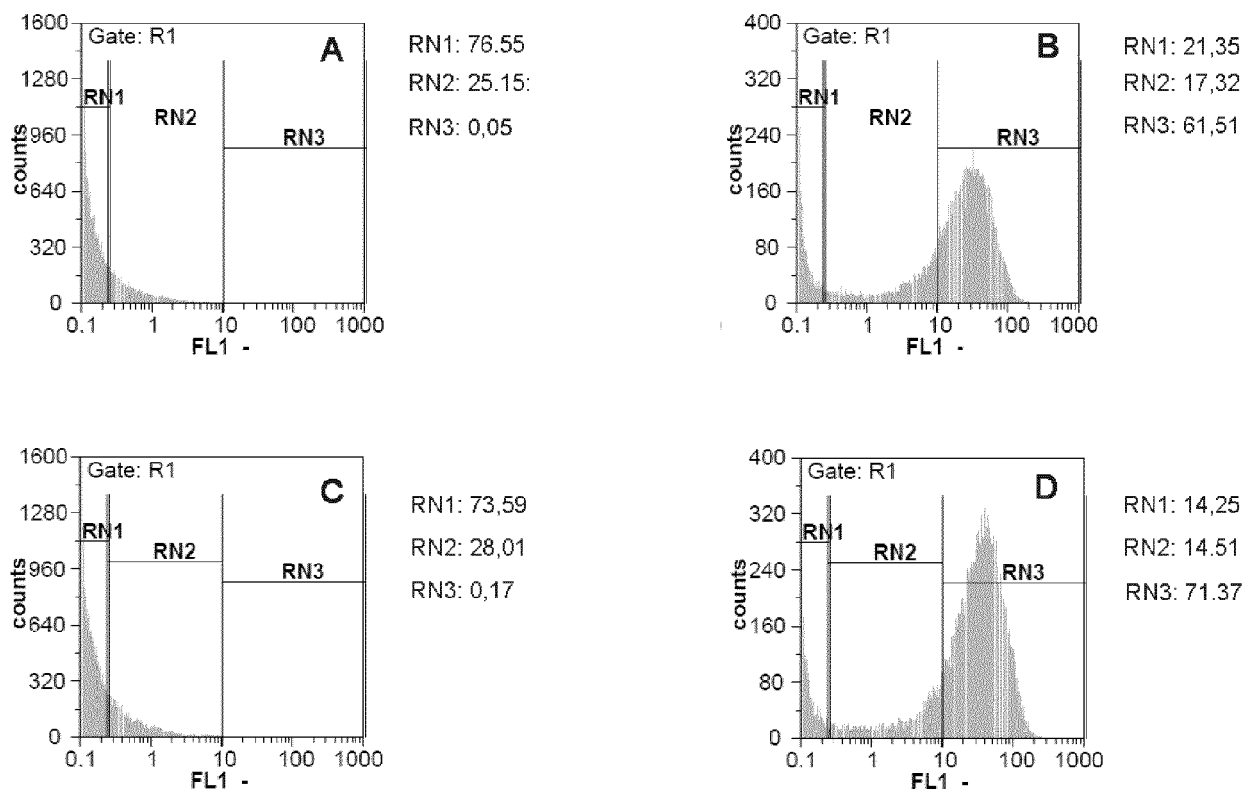 1600
Gate: R1
A
1280
RN1
RN2
960
RN3
640
320
0
counts
0.1 1 10 100 1000
FL1 -
RN1: 76.55
RN2: 25.15:
RN3: 0,05
400
Gate: R1
B
320
RN1
RN2
240
RN3
160
80
0
counts
0.1 1 10 100 1000
FL1 -
RN1: 21,35
RN2: 17,32
RN3: 61,51
1600
Gate: R1
C
1280
RN1
RN2
960
RN3
640
320
0
counts
0.1 1 10 100 1000
FL1 -
RN1: 73,59
RN2: 28,01
RN3: 0,17
400
Gate: R1
D
320
RN1
RN2
240
RN3
160
80
0
counts
0.1 1 10 100 1000
FL1 -
RN1: 14,25
RN2: 14.51
RN3: 71.37